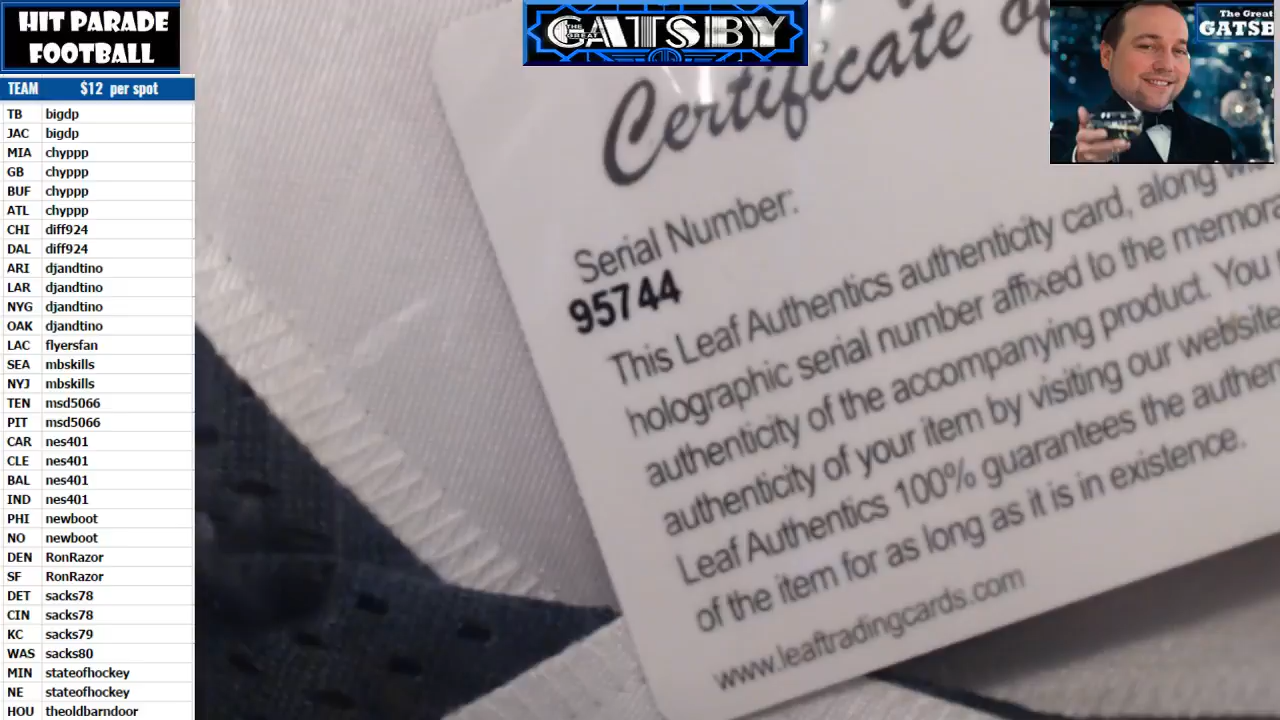 HIT PARADE
FOOTBALL
TEAM $12 per spot
TB bigdp
JAC bigdp
MIA chyppp
GB chyppp
BUF chyppp
ATL chyppp
CHI diff924
DAL diff924
ARI djandtino
LAR djandtino
NYG djandtino
OAK djandtino
LAC flyersfan
SEA mbskills
NYJ mbskills
TEN msd5066
PIT msd5066
CAR nes401
CLE nes401
BAL nes401
IND nes401
PHI newboot
NO newboot
DEN RonRazor
SF RonRazor
DET sacks78
CIN sacks78
KC sacks79
WAS sacks80
MIN stateofhockey
NE stateofhockey
HOU theoldbarndoor
THE GREAT
GATSBY
The Great
GATSB
Certificate of
Serial Number:
95744
This Leaf Authentics authenticity card, along
holographic serial number affixed to the
authenticity of the accompanying product. You
authenticity of your item by visiting our website
Leaf Authentics 100% guarantees the
of the item for as long as it is in existence.
www.leaftradingcards.com